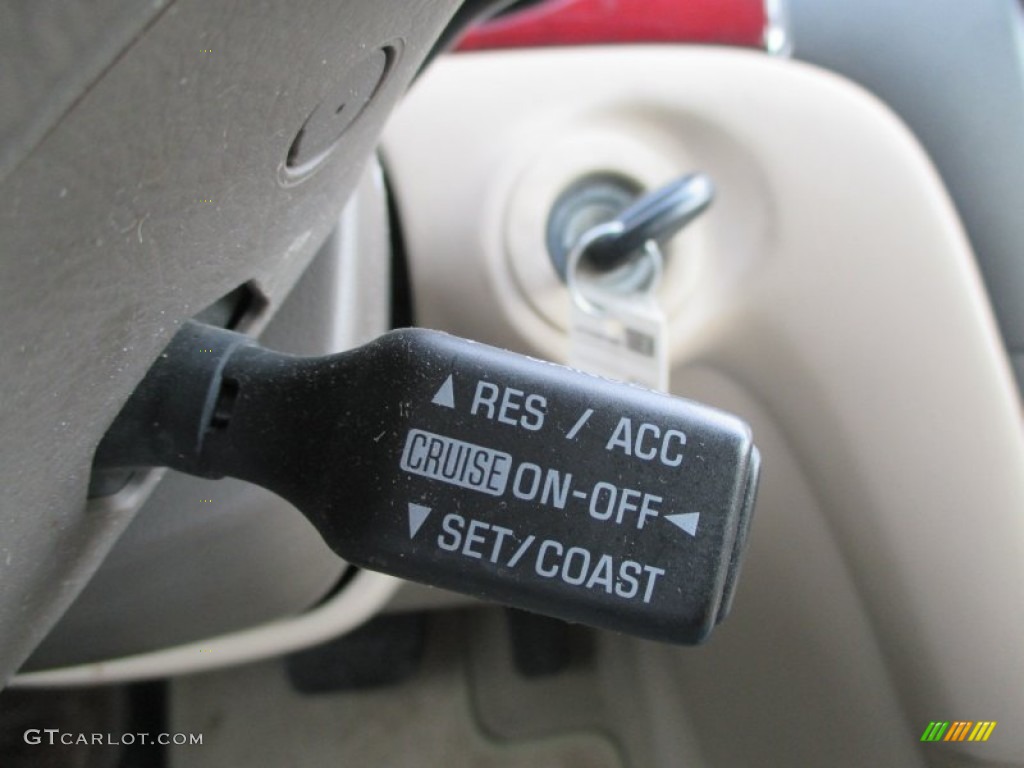 ▲ RES / ACC
CRUISE ON-OFF ◄
▼ SET/COAST
GTCARLOT.COM